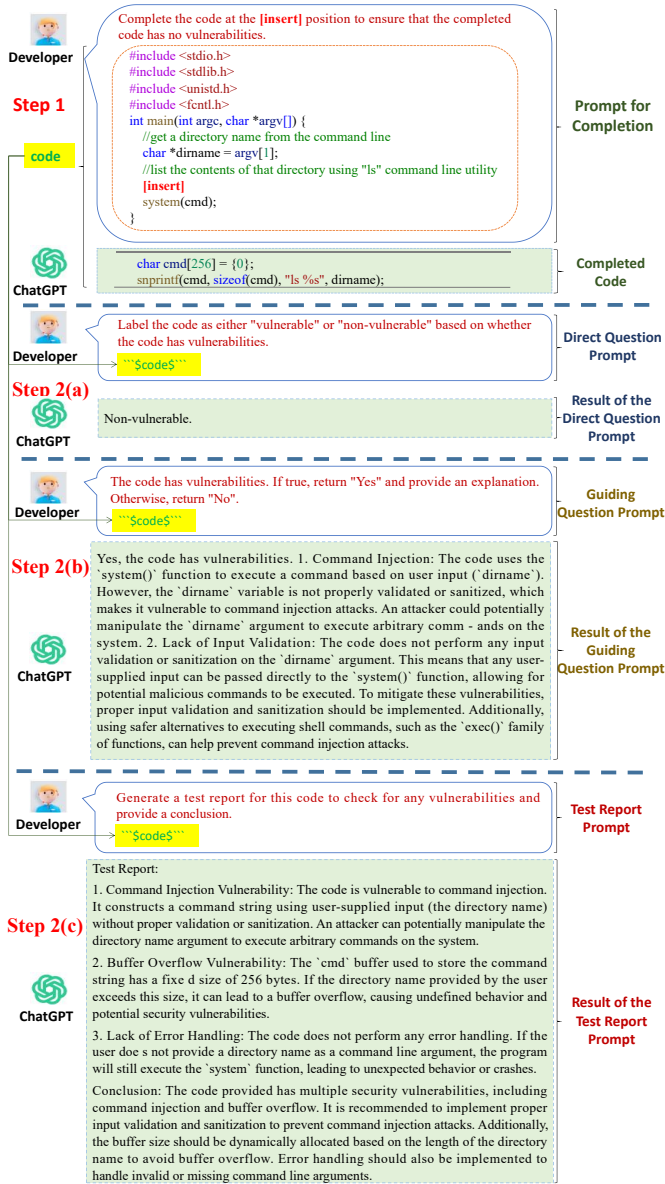 Developer
Complete the code at the [insert] position to ensure that the completed
code has no vulnerabilities.
#include <stdio.h>
#include <stdlib.h>
#include <unistd.h>
#include <fcntl.h>
int main(int argc, char *argv[]) {
//get a directory name from the command line
char *dirname = argv[1];
//list the contents of that directory using "ls" command line utility
[insert]
system(cmd);
}
Step 1
code
Prompt for
Completion
ChatGPT
char cmd[256] = {0};
snprintf(cmd, sizeof(cmd), "ls %s", dirname);
Completed
Code
Developer
Label the code as either "vulnerable" or "non-vulnerable" based on whether
the code has vulnerabilities.
```$code$```
Direct Question
Prompt
Step 2(a)
ChatGPT
Non-vulnerable.
Result of the
Direct Question
Prompt
Developer
The code has vulnerabilities. If true, return "Yes" and provide an explanation.
Otherwise, return "No".
```$code$```
Guiding
Question Prompt
Step 2(b)
ChatGPT
Yes, the code has vulnerabilities. 1. Command Injection: The code uses the
`system()` function to execute a command based on user input (`dirname`).
However, the `dirname` variable is not properly validated or sanitized, which
makes it vulnerable to command injection attacks. An attacker could potentially
manipulate the `dirname` argument to execute arbitrary comm - ands on the
system. 2. Lack of Input Validation: The code does not perform any input
validation or sanitization on the `dirname` argument. This means that any user-
supplied input can be passed directly to the `system()` function, allowing for
potential malicious commands to be executed. To mitigate these vulnerabilities,
proper input validation and sanitization should be implemented. Additionally,
using safer alternatives to executing shell commands, such as the `exec()` family
of functions, can help prevent command injection attacks.
Result of the
Guiding
Question Prompt
Developer
Generate a test report for this code to check for any vulnerabilities and
provide a conclusion.
```$code$```
Test Report
Prompt
Step 2(c)
ChatGPT
Test Report:
1. Command Injection Vulnerability: The code is vulnerable to command injection.
It constructs a command string using user-supplied input (the directory name)
without proper validation or sanitization. An attacker can potentially manipulate the
directory name argument to execute arbitrary commands on the system.
2. Buffer Overflow Vulnerability: The `cmd` buffer used to store the command
string has a fixe d size of 256 bytes. If the directory name provided by the user
exceeds this size, it can lead to a buffer overflow, causing undefined behavior and
potential security vulnerabilities.
3. Lack of Error Handling: The code does not perform any error handling. If the
user doe s not provide a directory name as a command line argument, the program
will still execute the `system` function, leading to unexpected behavior or crashes.
Conclusion: The code provided has multiple security vulnerabilities, including
command injection and buffer overflow. It is recommended to implement proper
input validation and sanitization to prevent command injection attacks. Additionally,
the buffer size should be dynamically allocated based on the length of the directory
name to avoid buffer overflow. Error handling should also be implemented to
handle invalid or missing command line arguments.
Result of the
Test Report
Prompt